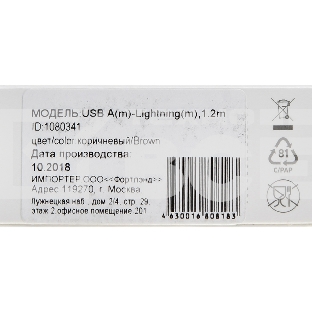 МОДЕЛЬ:USB A(m)-Lightning(m),1.2m
ID:1080341
цвет/color коричневый/Brown
Дата производства:
10.2018
ИМПОРТЕР ООО<<Фортлэнд>>
Адрес 119270, г. Москва
Лужнецкая наб., дом 2/4, стр. 29,
этаж 2,офисное помещение 201
4630016808183
81
C/PAP